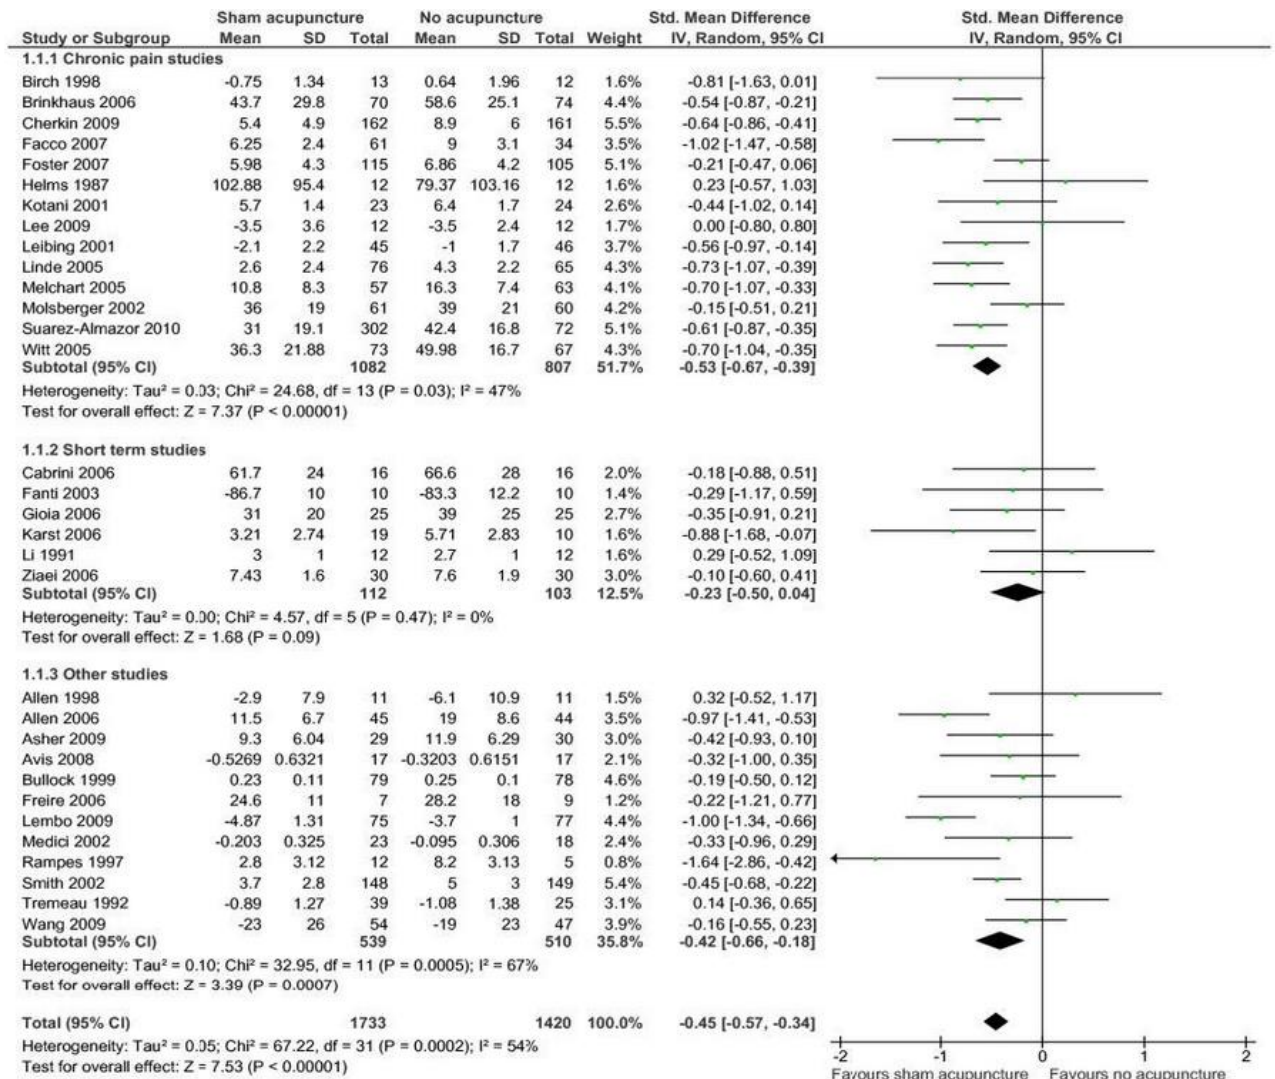 Sham acupuncture No acupuncture Std. Mean Difference Std. Mean Difference
Study or Subgroup Mean SD Total Mean SD Total Weight IV, Random, 95% CI IV, Random, 95% CI
1.1.1 Chronic pain studies
Birch 1998 -0.75 1.34 13 0.64 1.96 12 1.6% -0.81 [-1.63, 0.01]
Brinkhaus 2006 43.7 29.8 70 58.6 25.1 74 4.4% -0.54 [-0.87, -0.21]
Cherkin 2009 5.4 4.9 162 8.9 6 161 5.5% -0.64 [-0.86, -0.41]
Facco 2007 6.25 2.4 61 9 3.1 34 3.5% -1.02 [-1.47, -0.58]
Foster 2007 5.98 4.3 115 6.86 4.2 105 5.1% -0.21 [-0.47, 0.06]
Helms 1987 102.88 95.4 12 79.37 103.16 12 1.6% 0.23 [-0.57, 1.03]
Kotani 2001 5.7 1.4 23 6.4 1.7 24 2.6% -0.44 [-1.02, 0.14]
Lee 2009 -3.5 3.6 12 -3.5 2.4 12 1.7% 0.00 [-0.80, 0.80]
Leibing 2001 -2.1 2.2 45 -1 1.7 46 3.7% -0.56 [-0.97, -0.14]
Linde 2005 2.6 2.4 76 4.3 2.2 65 4.3% -0.73 [-1.07, -0.39]
Melchart 2005 10.8 8.3 57 16.3 7.4 63 4.1% -0.70 [-1.07, -0.33]
Molsberger 2002 36 19 61 39 21 60 4.2% -0.15 [-0.51, 0.21]
Suarez-Almazor 2010 31 19.1 302 42.4 16.8 72 5.1% -0.61 [-0.87, -0.35]
Witt 2005 36.3 21.88 73 49.98 16.7 67 4.3% -0.70 [-1.04, -0.35]
Subtotal (95% CI) 1082 807 51.7% -0.53 [-0.67, -0.39]
Heterogeneity: Tau² = 0.03; Chi² = 24.68, df = 13 (P = 0.03); I² = 47%
Test for overall effect: Z = 7.37 (P < 0.00001)
1.1.2 Short term studies
Cabrini 2006 61.7 24 16 66.6 28 16 2.0% -0.18 [-0.88, 0.51]
Fanti 2003 -86.7 10 10 -83.3 12.2 10 1.4% -0.29 [-1.17, 0.59]
Gioia 2006 31 20 25 39 25 25 2.7% -0.35 [-0.91, 0.21]
Karst 2006 3.21 2.74 19 5.71 2.83 10 1.6% -0.88 [-1.68, -0.07]
Li 1991 3 1 12 2.7 1 12 1.6% 0.29 [-0.52, 1.09]
Ziaei 2006 7.43 1.6 30 7.6 1.9 30 3.0% -0.10 [-0.60, 0.41]
Subtotal (95% CI) 112 103 12.5% -0.23 [-0.50, 0.04]
Heterogeneity: Tau² = 0.00; Chi² = 4.57, df = 5 (P = 0.47); I² = 0%
Test for overall effect: Z = 1.68 (P = 0.09)
1.1.3 Other studies
Allen 1998 -2.9 7.9 11 -6.1 10.9 11 1.5% 0.32 [-0.52, 1.17]
Allen 2006 11.5 6.7 45 19 8.6 44 3.5% -0.97 [-1.41, -0.53]
Asher 2009 9.3 6.04 29 11.9 6.29 30 3.0% -0.42 [-0.93, 0.10]
Avis 2008 -0.5269 0.6321 17 -0.3203 0.6151 17 2.1% -0.32 [-1.00, 0.35]
Bullock 1999 0.23 0.11 79 0.25 0.1 78 4.6% -0.19 [-0.50, 0.12]
Freire 2006 24.6 11 7 28.2 18 9 1.2% -0.22 [-1.21, 0.77]
Lembo 2009 -4.87 1.31 75 -3.7 1 77 4.4% -1.00 [-1.34, -0.66]
Medici 2002 -0.203 0.325 23 -0.095 0.306 18 2.4% -0.33 [-0.96, 0.29]
Rampes 1997 2.8 3.12 12 8.2 3.13 5 0.8% -1.64 [-2.86, -0.42]
Smith 2002 3.7 2.8 148 5 3 149 5.4% -0.45 [-0.68, -0.22]
Tremeau 1992 -0.89 1.27 39 -1.08 1.38 25 3.1% 0.14 [-0.36, 0.65]
Wang 2009 -23 26 54 -19 23 47 3.9% -0.16 [-0.55, 0.23]
Subtotal (95% CI) 539 510 35.8% -0.42 [-0.66, -0.18]
Heterogeneity: Tau² = 0.10; Chi² = 32.95, df = 11 (P = 0.0005); I² = 67%
Test for overall effect: Z = 3.39 (P = 0.0007)
Total (95% CI) 1733 1420 100.0% -0.45 [-0.57, -0.34]
Heterogeneity: Tau² = 0.05; Chi² = 67.22, df = 31 (P = 0.0002); I² = 54%
Test for overall effect: Z = 7.53 (P < 0.00001)
-2 -1 0 1 2
Favours sham acupuncture Favours no acupuncture